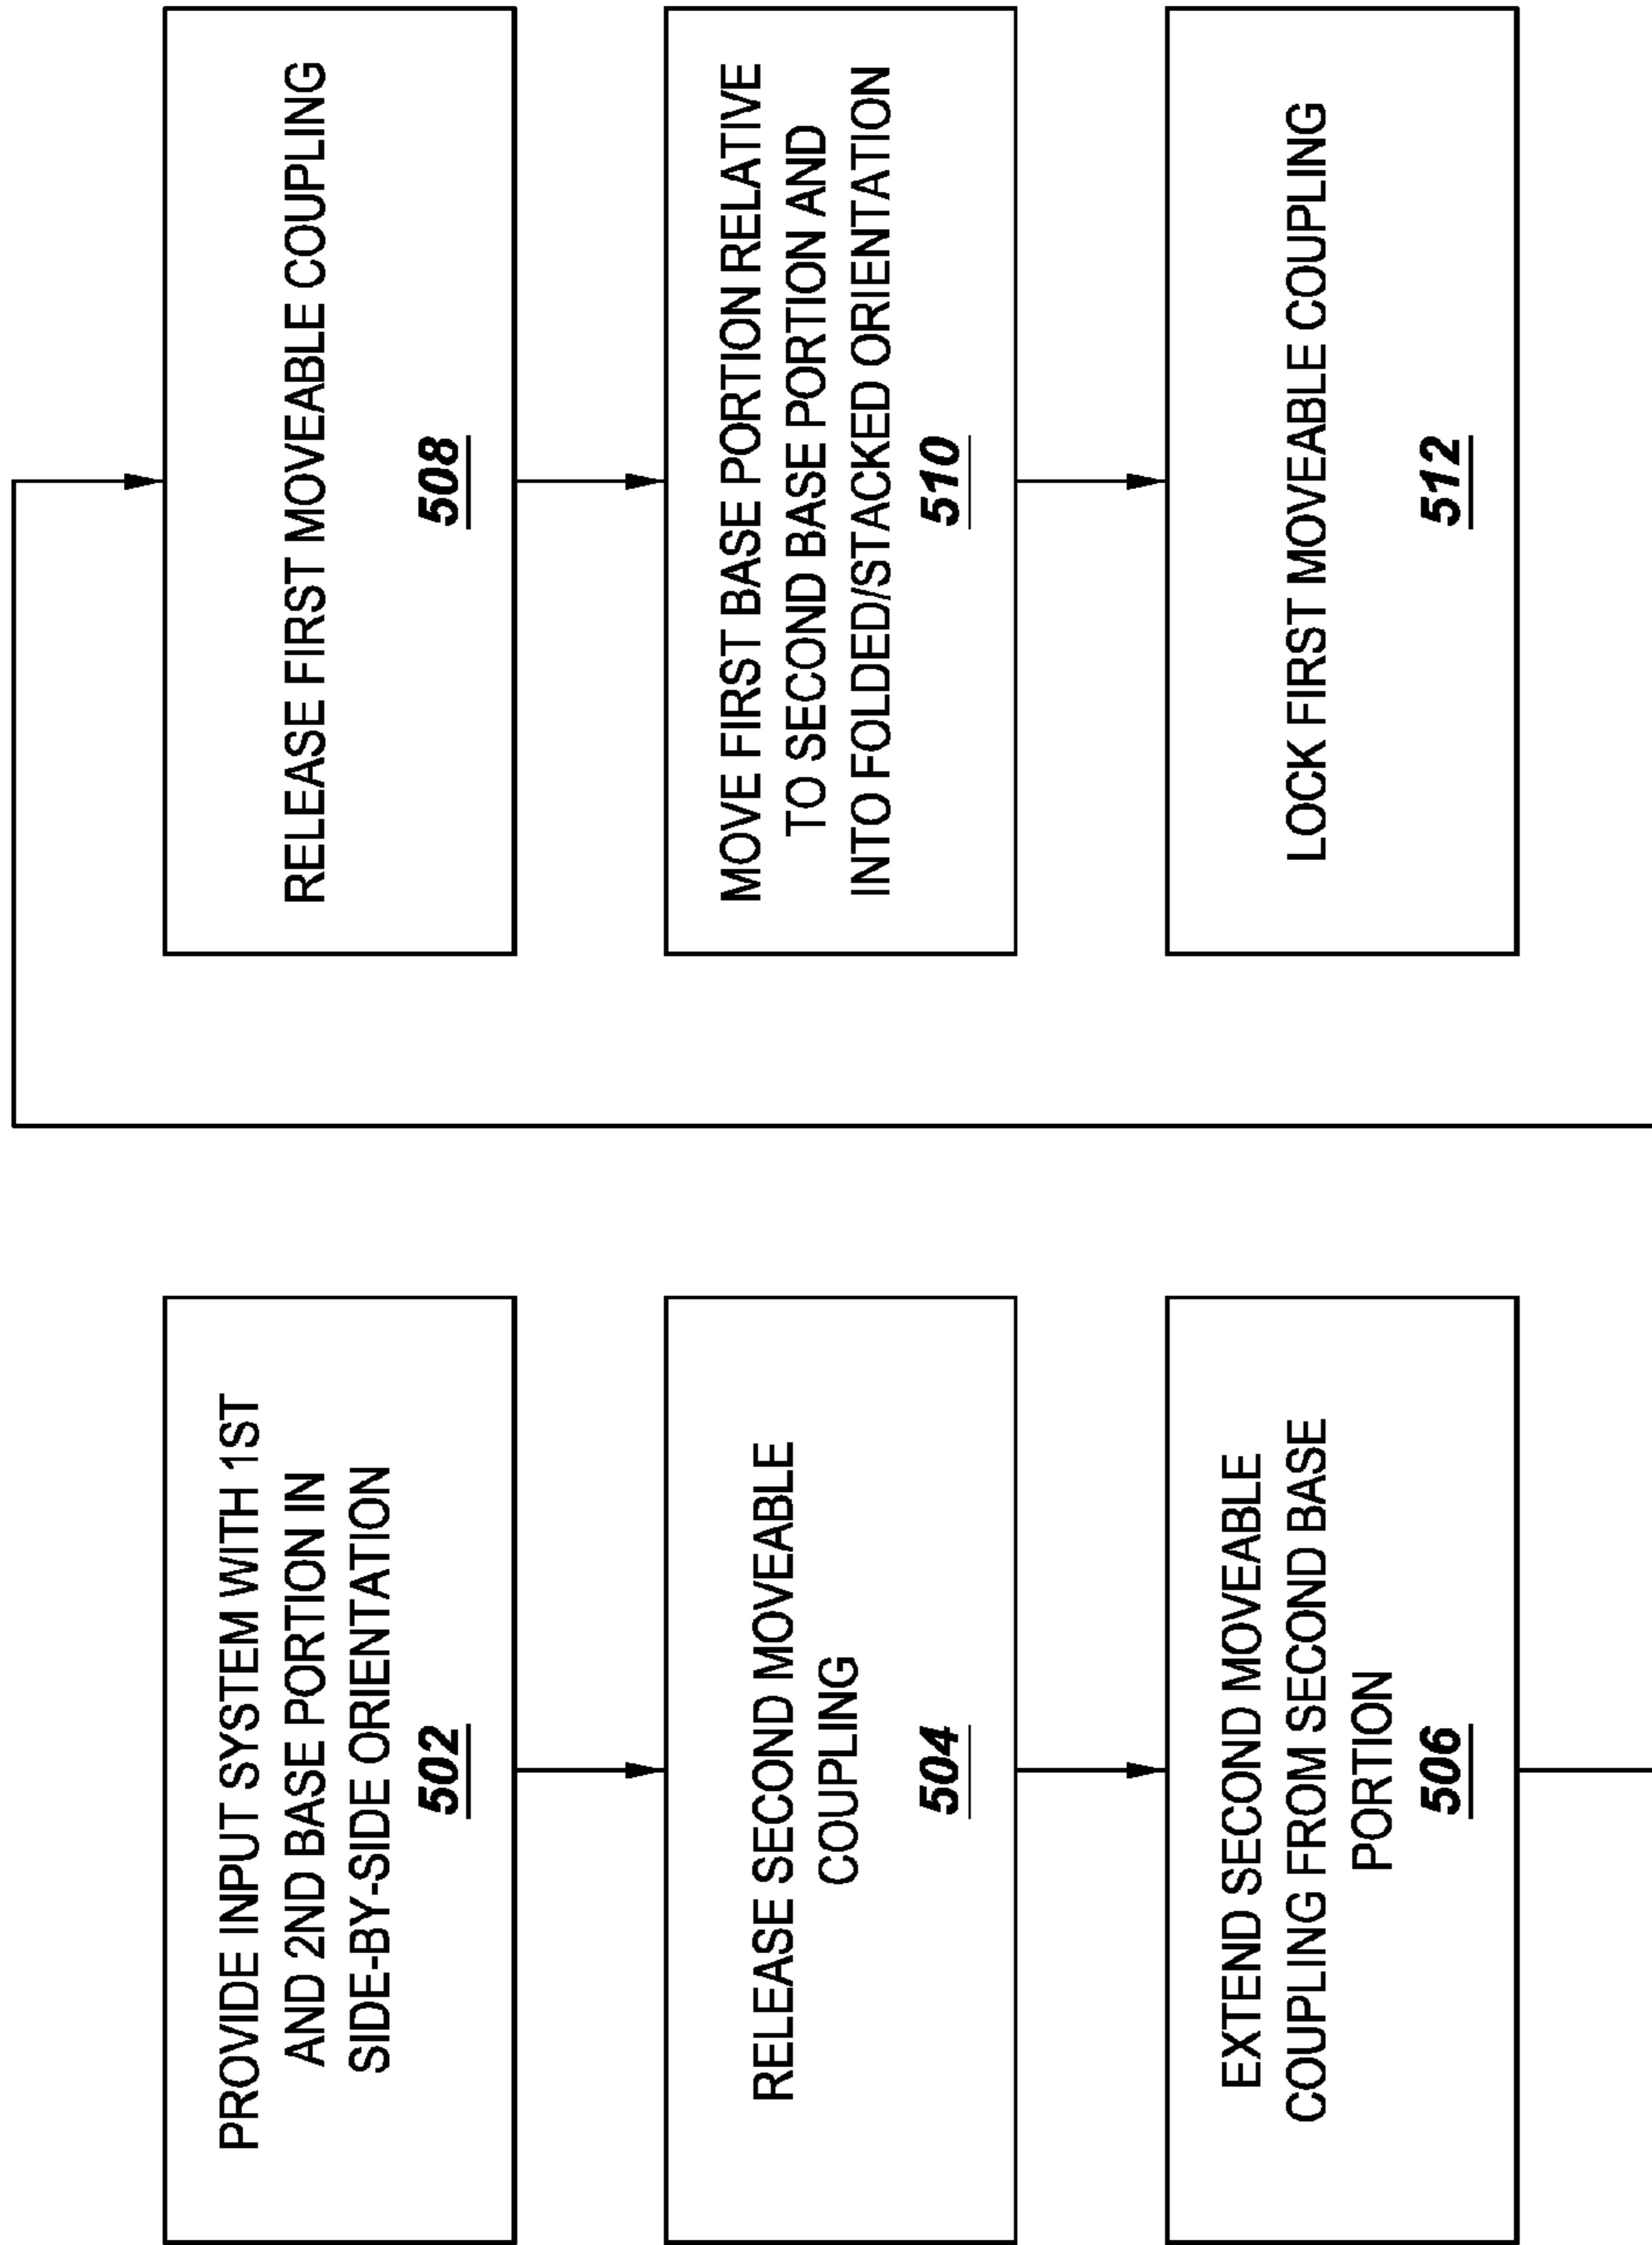 PROVIDE INPUT SYSTEM WITH 1ST
AND 2ND BASE PORTION IN
SIDE-BY-SIDE ORIENTATION
502
RELEASE SECOND MOVEABLE
COUPLING
504
EXTEND SECOND MOVEABLE
COUPLING FROM SECOND BASE
PORTION
506
RELEASE FIRST MOVEABLE COUPLING
508
MOVE FIRST BASE PORTION RELATIVE
TO SECOND BASE PORTION AND
INTO FOLDED/STACKED ORIENTATION
510
LOCK FIRST MOVEABLE COUPLING
512